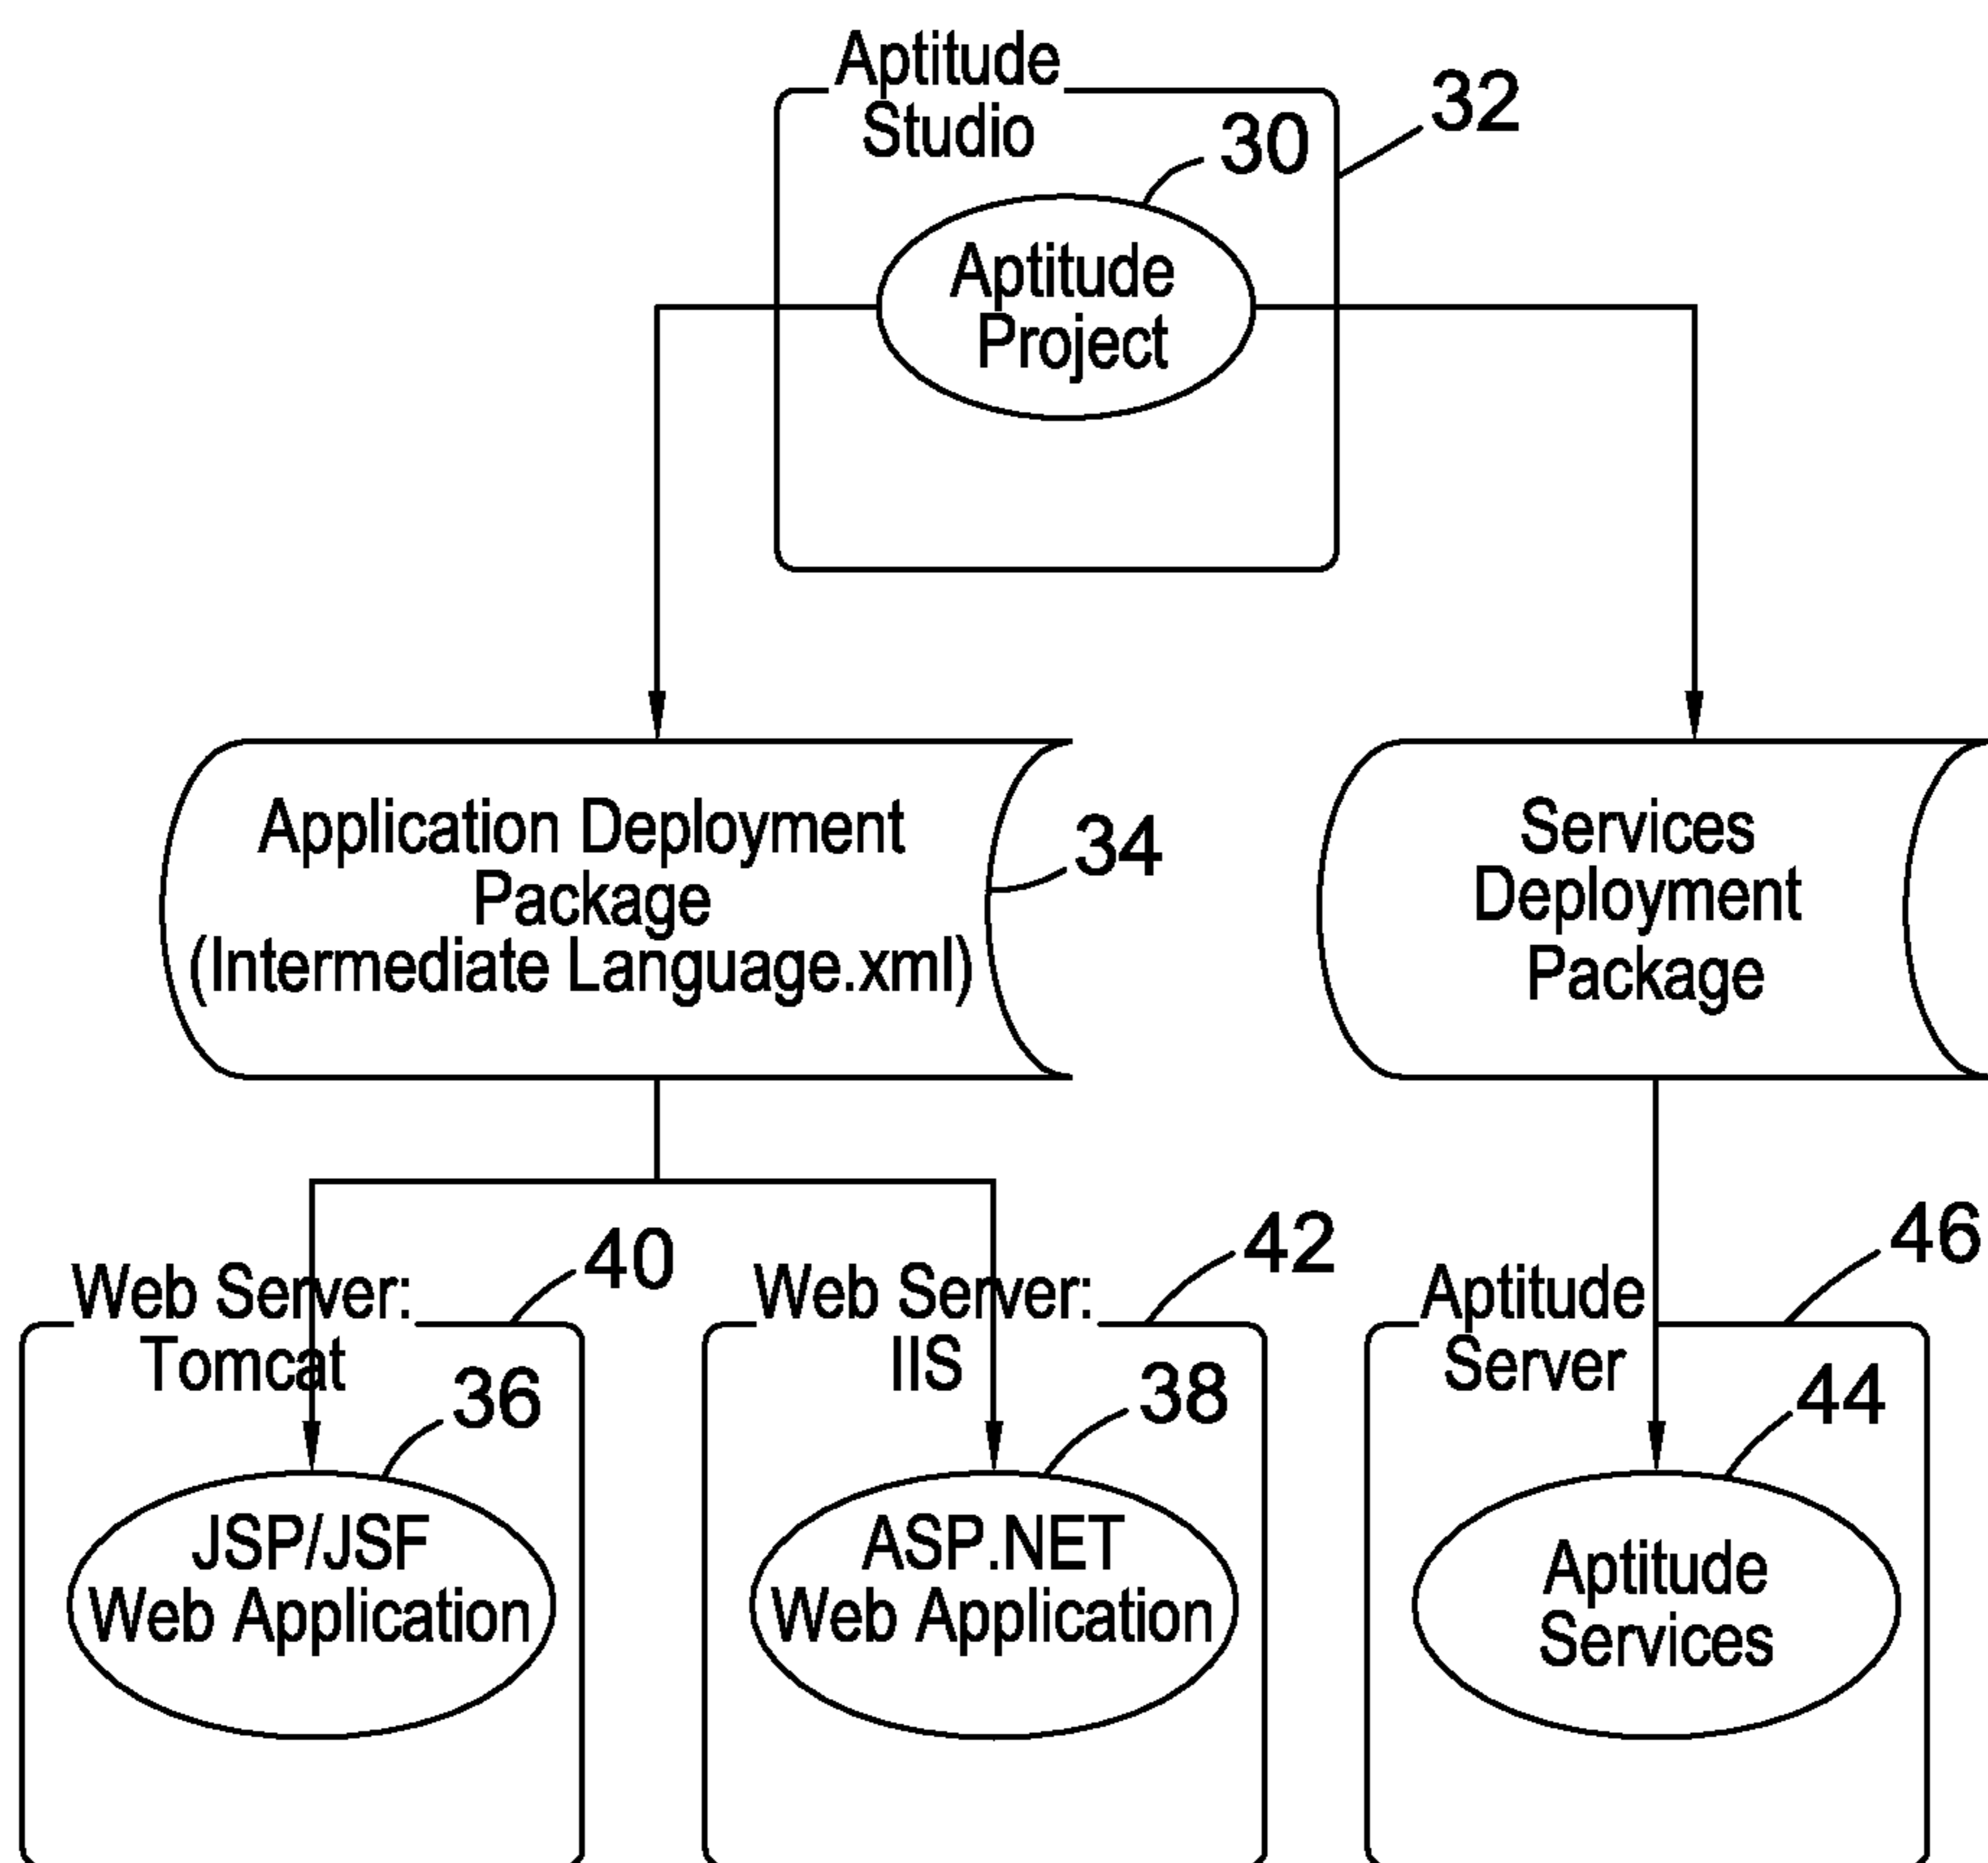 Aptitude
Studio
32
30
Aptitude
Project
Application Deployment
Package
(Intermediate Language.xml)
34
Services
Deployment
Package
Web Server:
Tomcat
40
36
JSP/JSF
Web Application
Web Server:
IIS
42
38
ASP.NET
Web Application
Aptitude
Server
46
44
Aptitude
Services